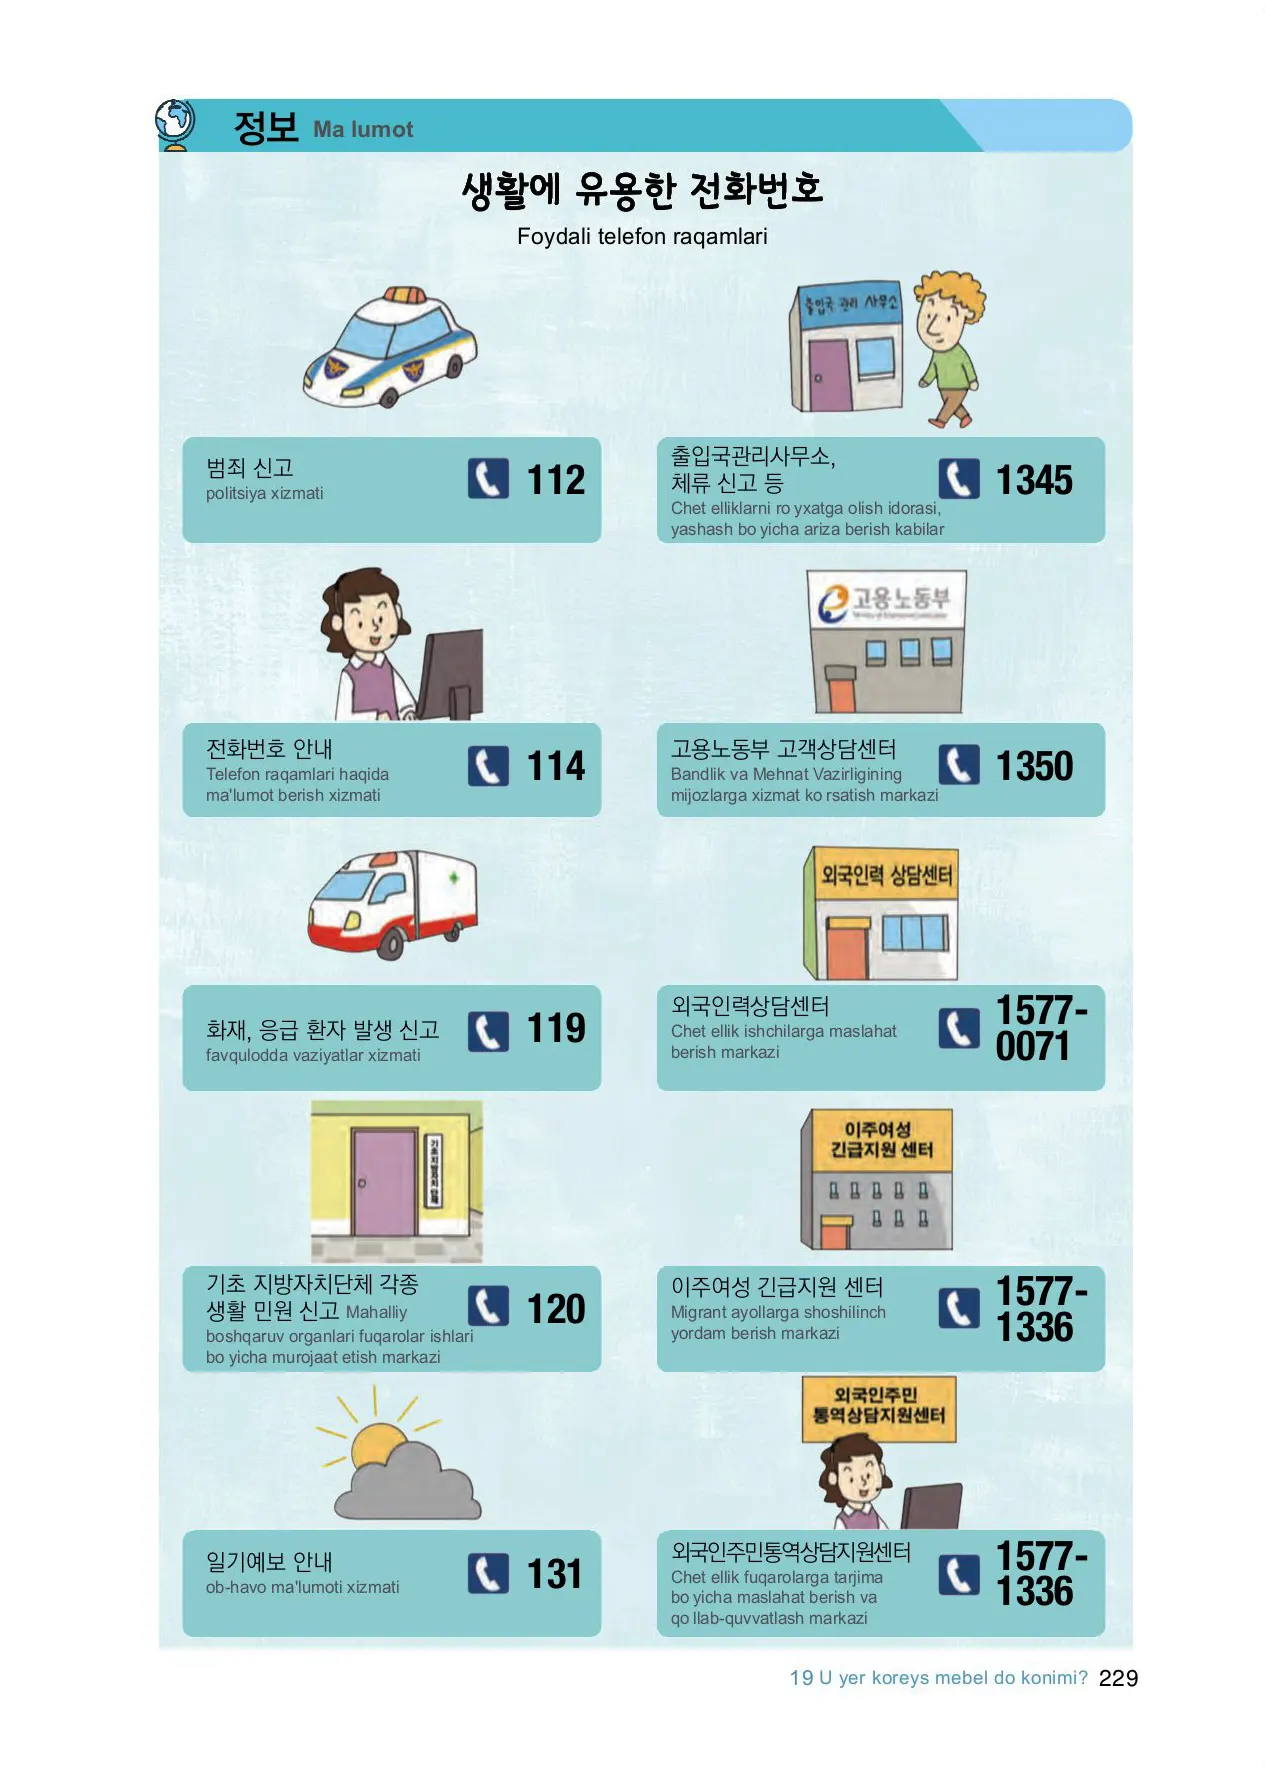 정보 Ma lumot
생활에 유용한 전화번호
Foydali telefon raqamlari
출입국 관리 사무소
범죄 신고
politsiya xizmati
112
출입국관리사무소,
체류 신고 등
Chet elliklarni ro yxatga olish idorasi,
yashash bo yicha ariza berish kabilar
1345
고용노동부
전화번호 안내
Telefon raqamlari haqida
ma'lumot berish xizmati
114
고용노동부 고객상담센터
Bandlik va Mehnat Vazirligining
mijozlarga xizmat ko rsatish markazi
1350
외국인력 상담센터
화재, 응급 환자 발생 신고
favqulodda vaziyatlar xizmati
119
외국인력상담센터
Chet ellik ishchilarga maslahat
berish markazi
1577-
0071
기초지방자치단체
이주여성
긴급지원 센터
기초 지방자치단체 각종
생활 민원 신고 Mahalliy
boshqaruv organlari fuqarolar ishlari
bo yicha murojaat etish markazi
120
이주여성 긴급지원 센터
Migrant ayollarga shoshilinch
yordam berish markazi
1577-
1336
외국인주민
통역상담지원센터
일기예보 안내
ob-havo ma'lumoti xizmati
131
외국인주민통역상담지원센터
Chet ellik fuqarolarga tarjima
bo yicha maslahat berish va
qo llab-quvvatlash markazi
1577-
1336
19 U yer koreys mebel do konimi? 229